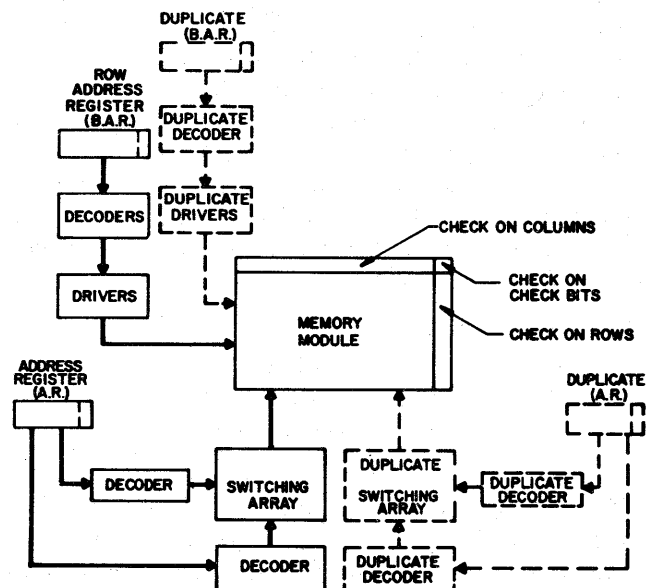 DUPLICATE
(B.A.R.)
ROW
ADDRESS
REGISTER
(B.A.R.)
DUPLICATE
DECODER
DECODERS
DUPLICATE
DRIVERS
DRIVERS
CHECK ON COLUMNS
CHECK ON
CHECK BITS
CHECK ON ROWS
MEMORY
MODULE
ADDRESS
REGISTER
(A.R.)
DUPLICATE
(A.R.)
DECODER
SWITCHING
ARRAY
DUPLICATE
SWITCHING
ARRAY
DUPLICATE
DECODER
DECODER
DUPLICATE
DECODER